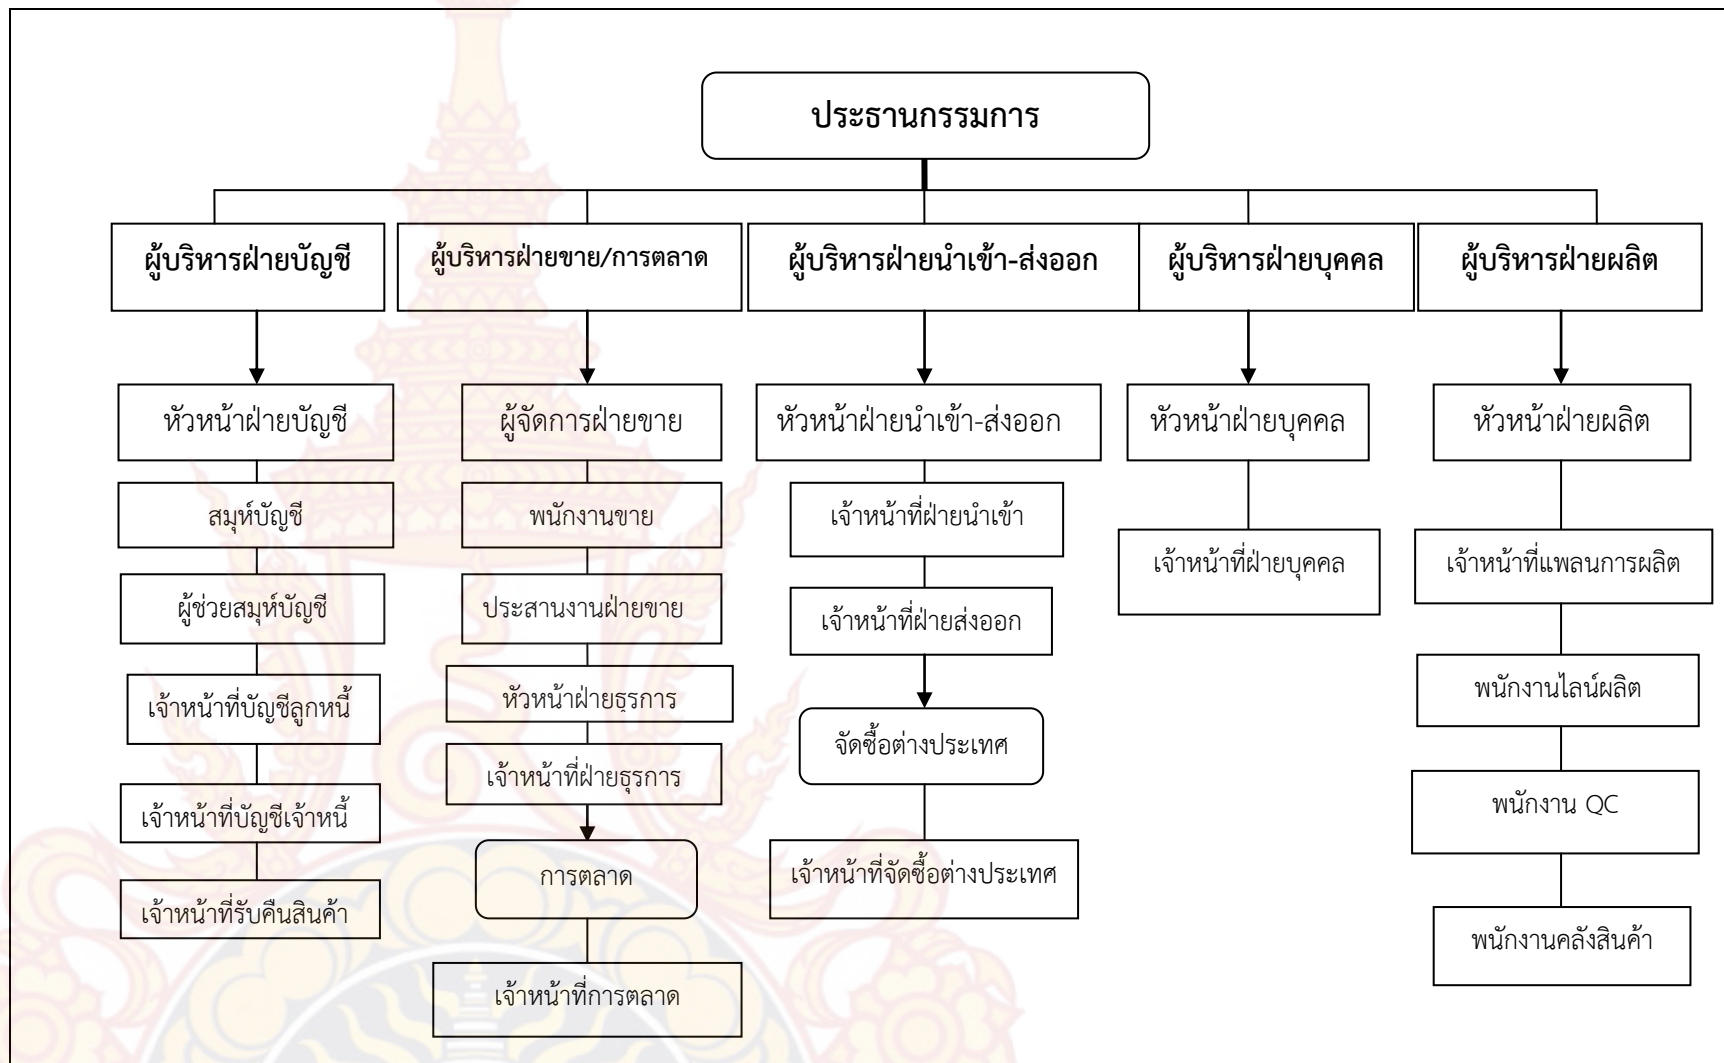 ประธานกรรมการ
ผู้บริหารฝ่ายบัญชี
ผู้บริหารฝ่ายขาย/การตลาด
ผู้บริหารฝ่ายนำเข้า-ส่งออก
ผู้บริหารฝ่ายบุคคล
ผู้บริหารฝ่ายผลิต
หัวหน้าฝ่ายบัญชี
ผู้จัดการฝ่ายขาย
หัวหน้าฝ่ายนำเข้า-ส่งออก
หัวหน้าฝ่ายบุคคล
หัวหน้าฝ่ายผลิต
สมุห์บัญชี
พนักงานขาย
เจ้าหน้าที่ฝ่ายนำเข้า
เจ้าหน้าที่ฝ่ายบุคคล
เจ้าหน้าที่แพลนการผลิต
ผู้ช่วยสมุห์บัญชี
ประสานงานฝ่ายขาย
เจ้าหน้าที่ฝ่ายส่งออก
เจ้าหน้าที่บัญชีลูกหนี้
หัวหน้าฝ่ายธุรการ
พนักงานไลน์ผลิต
จัดซื้อต่างประเทศ
เจ้าหน้าที่ฝ่ายธุรการ
เจ้าหน้าที่บัญชีเจ้าหนี้
พนักงาน QC
การตลาด
เจ้าหน้าที่จัดซื้อต่างประเทศ
เจ้าหน้าที่รับคืนสินค้า
พนักงานคลังสินค้า
เจ้าหน้าที่การตลาด